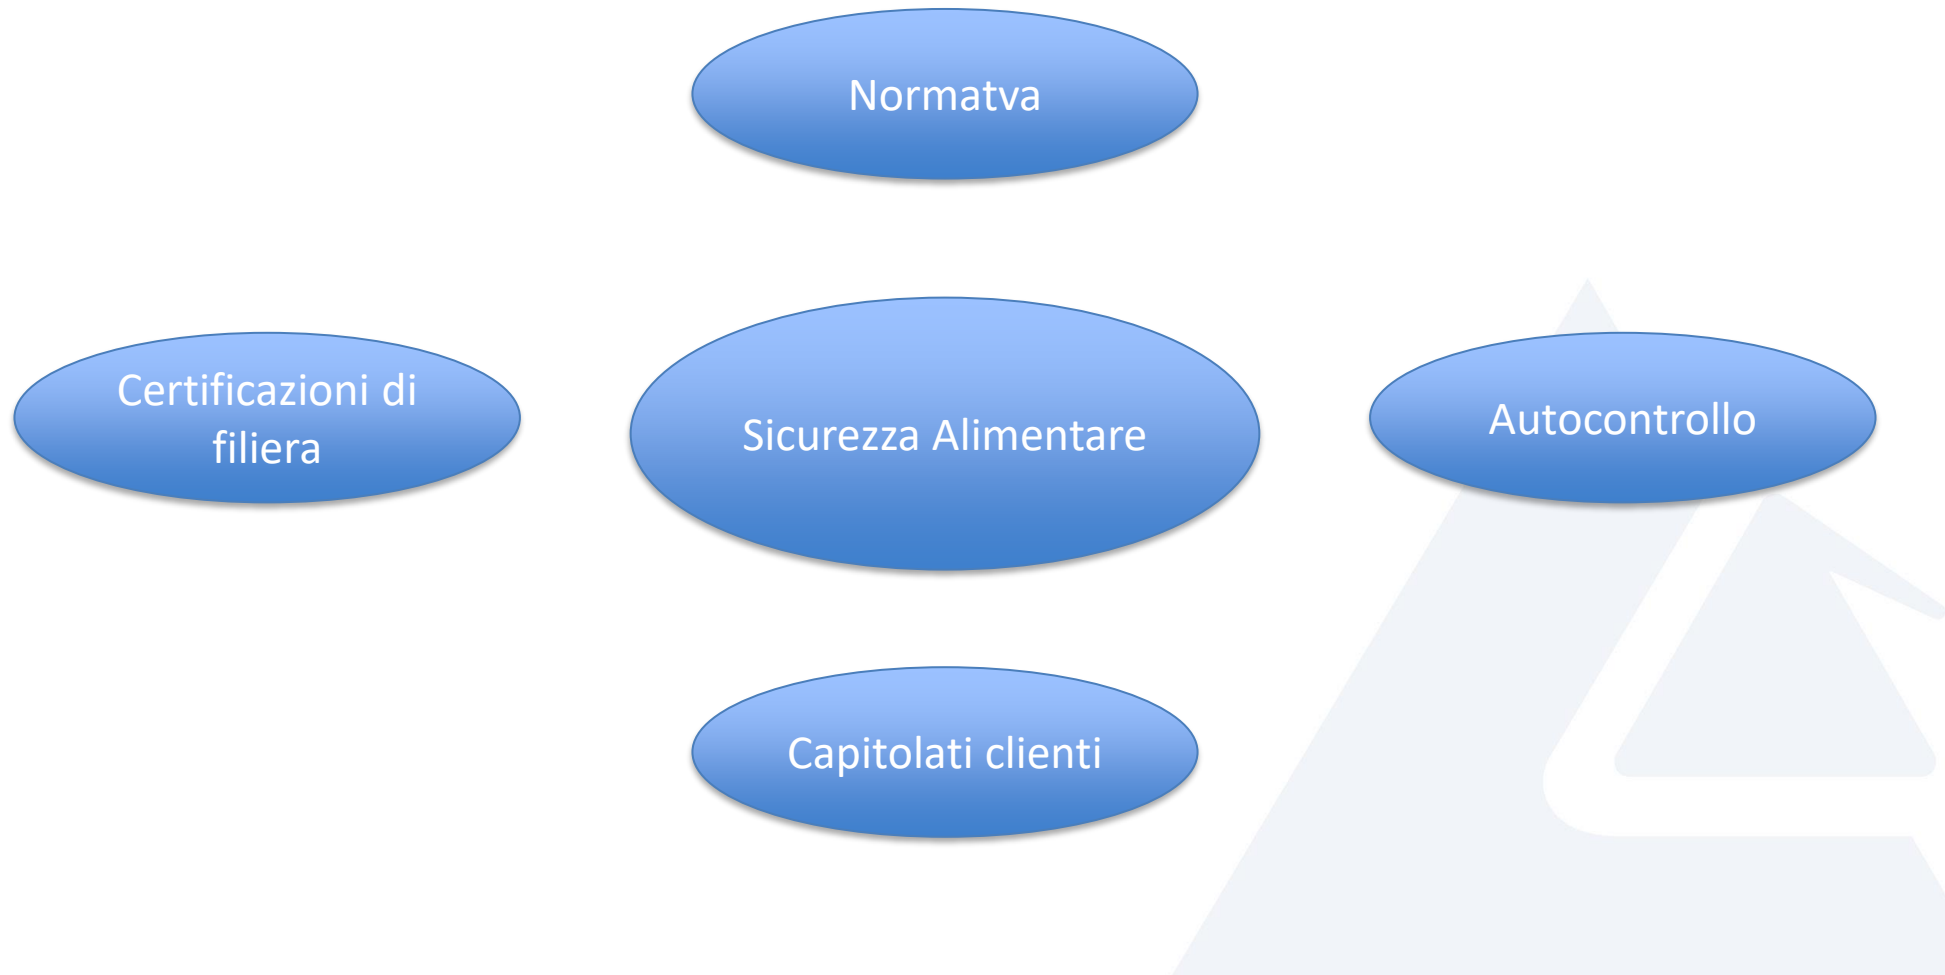 Normatva
Certificazioni di
filiera
Sicurezza Alimentare
Autocontrollo
Capitolati clienti